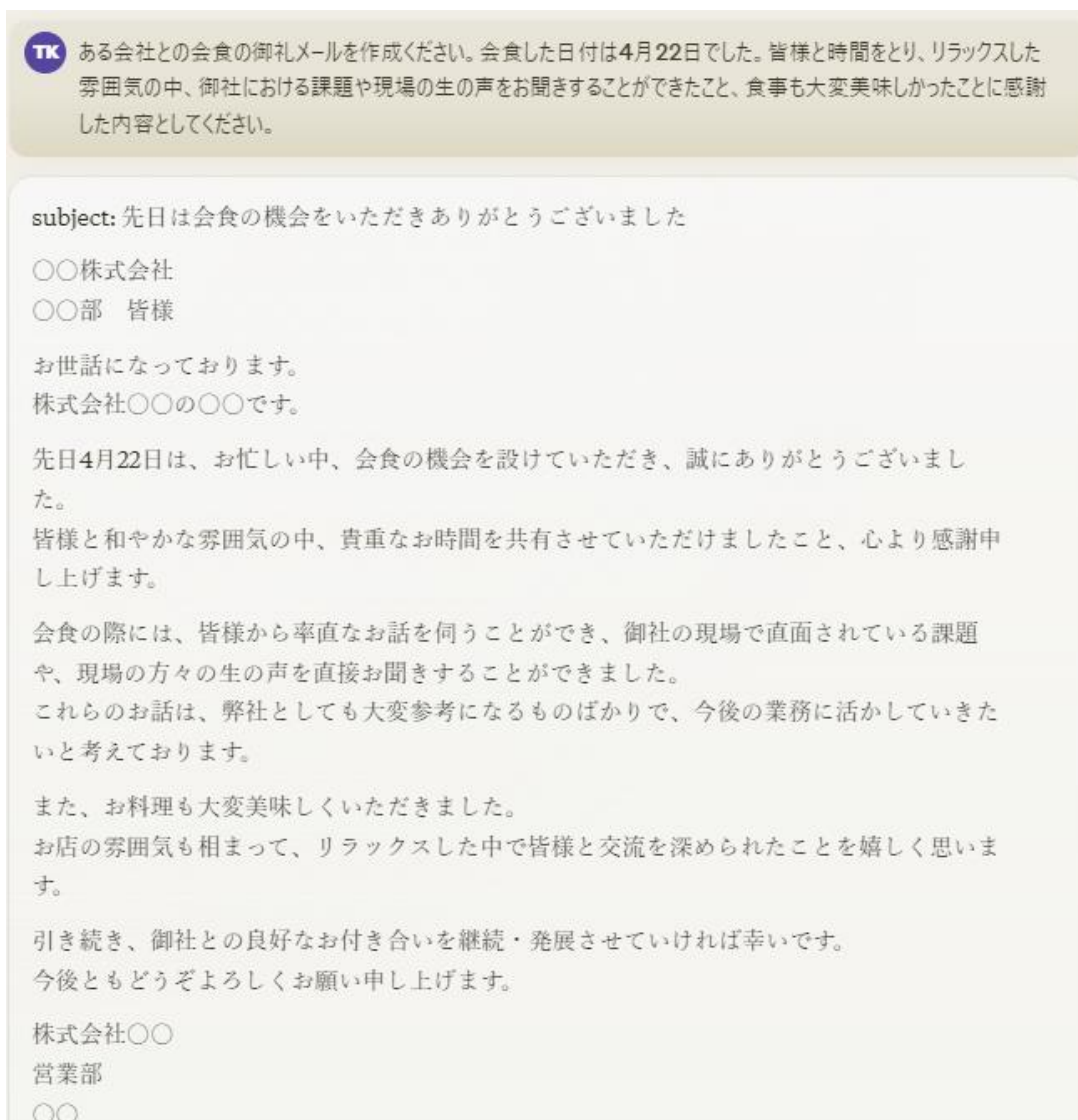 TK ある会社との会食の御礼メールを作成ください。会食した日付は4月22日でした。皆様と時間をとり、リラックスした
雰囲気の中、御社における課題や現場の生の声をお聞きすることができたこと、食事も大変美味しかったことに感謝
した内容としてください。
subject: 先日は会食の機会をいただきありがとうございました
〇〇株式会社
〇〇部　皆様
お世話になっております。
株式会社〇〇の〇〇です。
先日4月22日は、お忙しい中、会食の機会を設けていただき、誠にありがとうございまし
た。
皆様と和やかな雰囲気の中、貴重なお時間を共有させていただけましたこと、心より感謝申
し上げます。
会食の際には、皆様から率直なお話を伺うことができ、御社の現場で直面されている課題
や、現場の方々の生の声を直接お聞きすることができました。
これらのお話は、弊社としても大変参考になるものばかりで、今後の業務に活かしていきた
いと考えております。
また、お料理も大変美味しくいただきました。
お店の雰囲気も相まって、リラックスした中で皆様と交流を深められたことを嬉しく思いま
す。
引き続き、御社との良好なお付き合いを継続・発展させていければ幸いです。
今後ともどうぞよろしくお願い申し上げます。
株式会社〇〇
営業部
〇〇